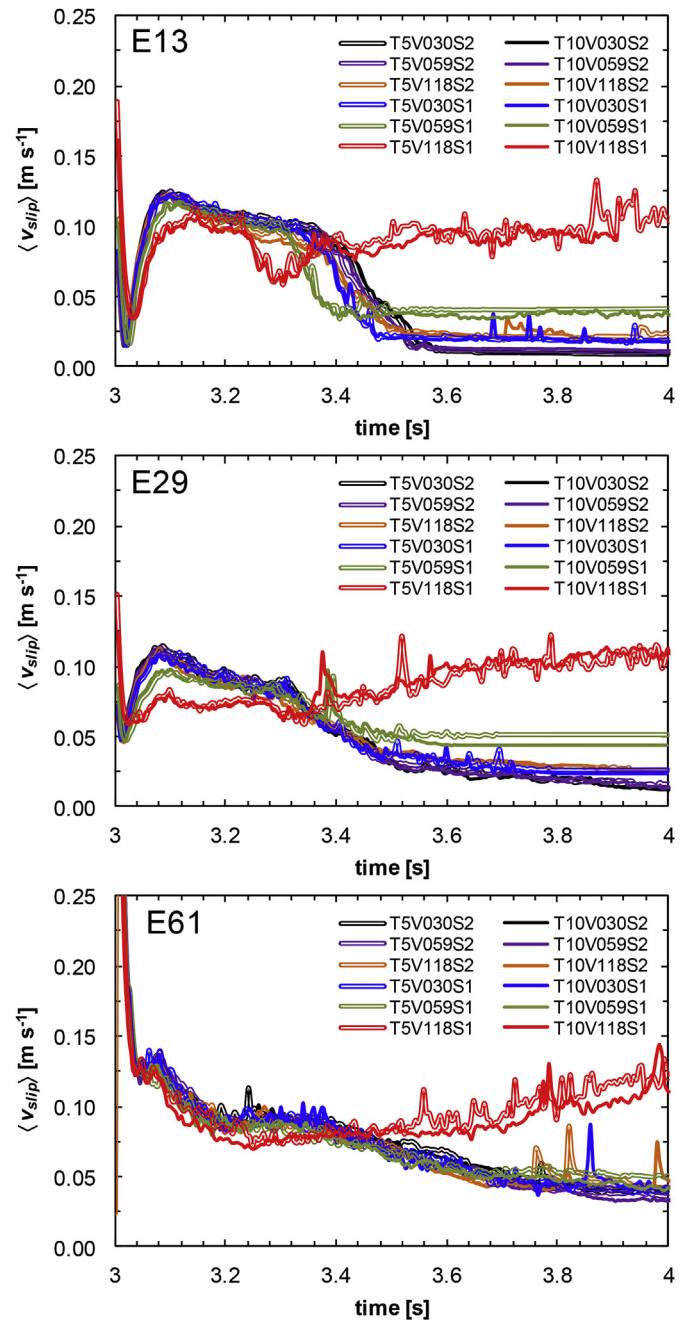 E13
T5V030S2 T10V030S2
T5V059S2 T10V059S2
T5V118S2 T10V118S2
T5V030S1 T10V030S1
T5V059S1 T10V059S1
T5V118S1 T10V118S1
0.25
0.20
0.15
0.10
0.05
0.00
⟨v_slip⟩ [m s⁻¹]
3 3.2 3.4 3.6 3.8 4
time [s]
E29
T5V030S2 T10V030S2
T5V059S2 T10V059S2
T5V118S2 T10V118S2
T5V030S1 T10V030S1
T5V059S1 T10V059S1
T5V118S1 T10V118S1
0.25
0.20
0.15
0.10
0.05
0.00
⟨v_slip⟩ [m s⁻¹]
3 3.2 3.4 3.6 3.8 4
time [s]
E61
T5V030S2 T10V030S2
T5V059S2 T10V059S2
T5V118S2 T10V118S2
T5V030S1 T10V030S1
T5V059S1 T10V059S1
T5V118S1 T10V118S1
0.25
0.20
0.15
0.10
0.05
0.00
⟨v_slip⟩ [m s⁻¹]
3 3.2 3.4 3.6 3.8 4
time [s]